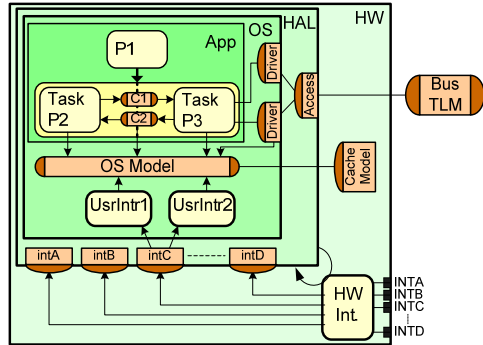 HW
HAL
OS
App
P1
Driver
C1
Task
P2
Task
P3
C2
Driver
Access
Bus
TLM
OS Model
Cache
Model
UsrIntr1
UsrIntr2
intA
intB
intC
intD
HW
Int.
INTA
INTB
INTC
INTD